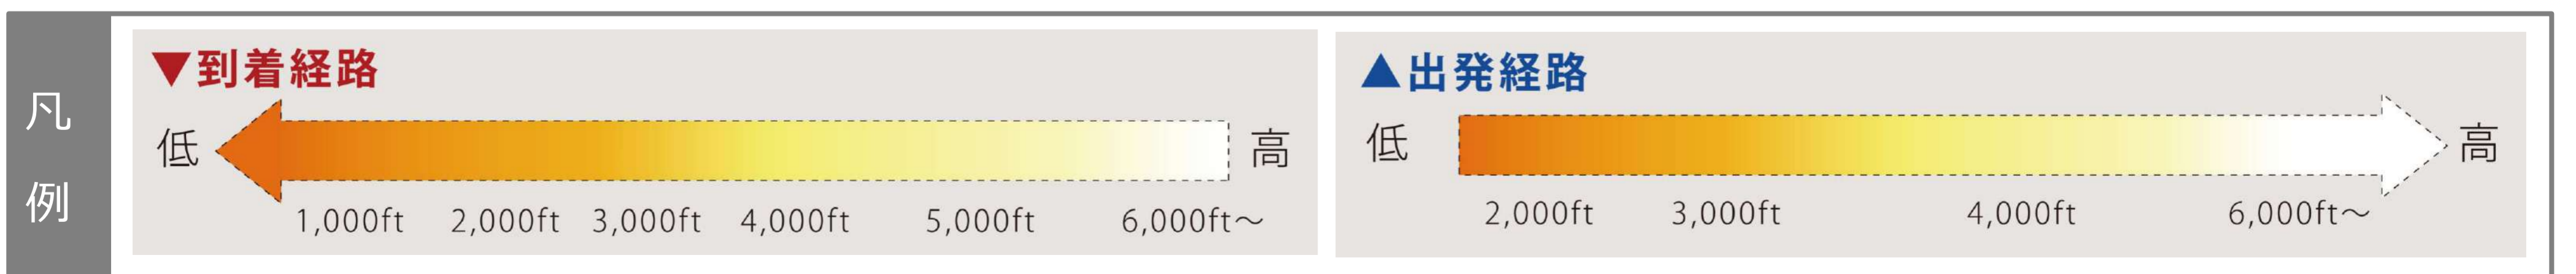 凡
例
▼到着経路
低
高
1,000ft 2,000ft 3,000ft 4,000ft 5,000ft 6,000ft～
▲出発経路
低
高
2,000ft 3,000ft 4,000ft 6,000ft～